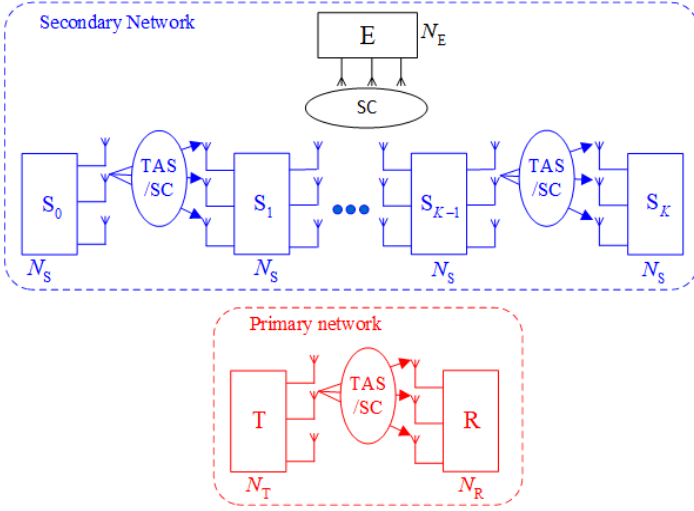 Secondary Network
E
N_E
SC
S_0
TAS
/SC
S_1
S_{K-1}
TAS
/SC
S_K
N_S
N_S
N_S
N_S
Primary network
T
TAS
/SC
R
N_T
N_R